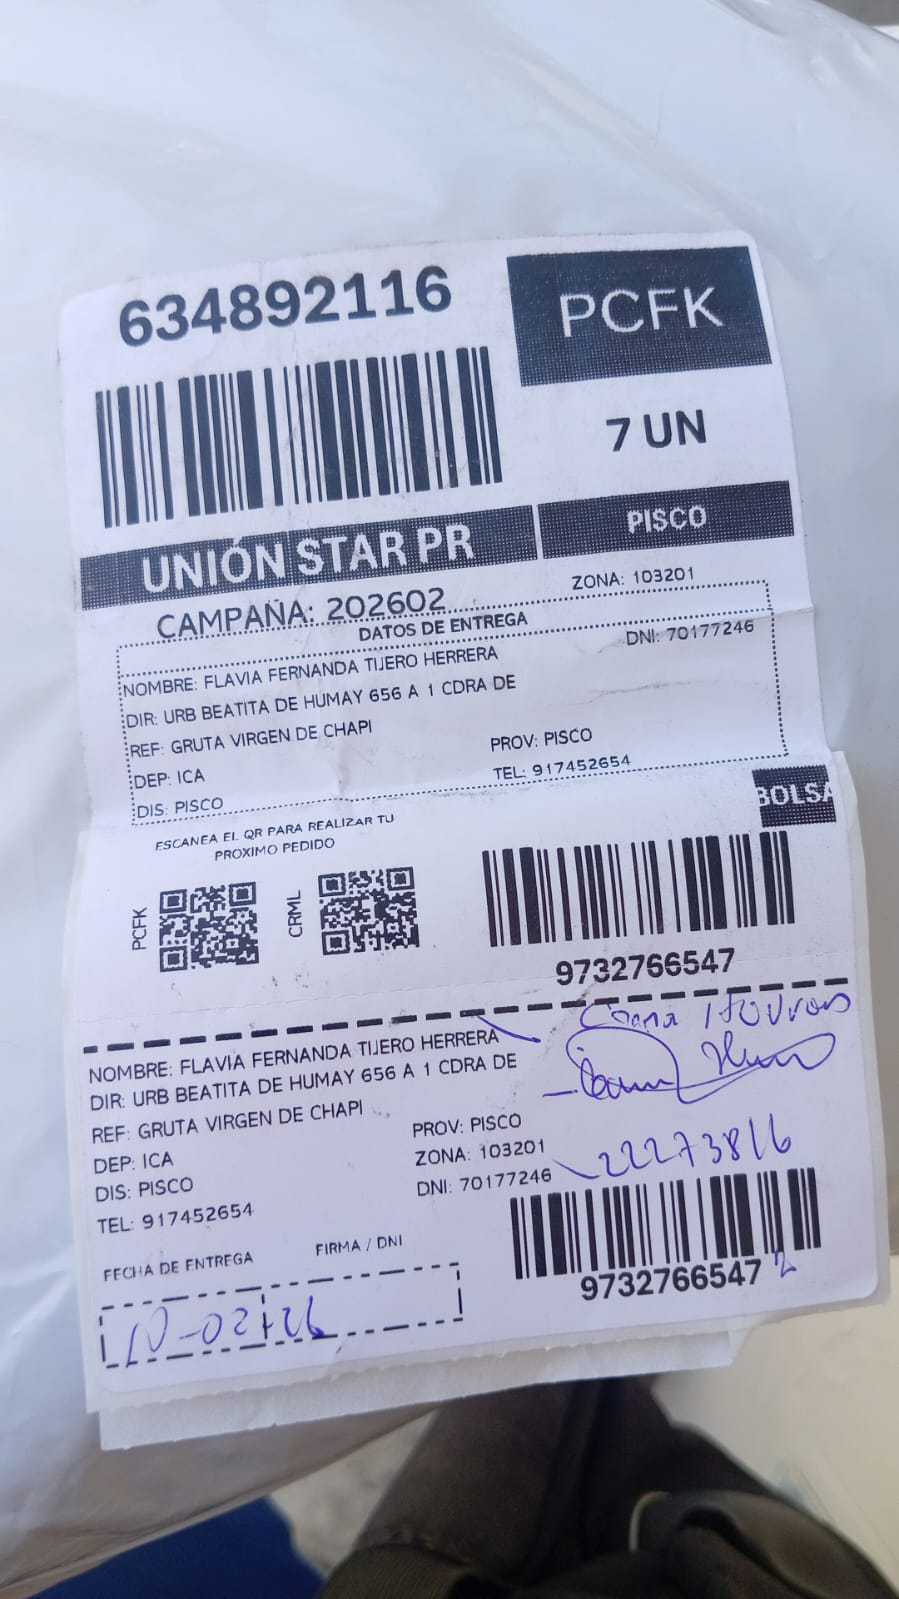 634892116
PCFK
7 UN
UNIÓN STAR PR
PISCO
CAMPAÑA: 202602
ZONA: 103201
DATOS DE ENTREGA
DNI: 70177246
NOMBRE: FLAVIA FERNANDA TIJERO HERRERA
DIR: URB BEATITA DE HUMAY 656 A 1 CDRA DE
REF: GRUTA VIRGEN DE CHAPI
DEP: ICA
PROV: PISCO
DIS: PISCO
TEL: 917452654
BOLSA
ESCANEA EL QR PARA REALIZAR TU
PROXIMO PEDIDO
PCFK
CRML
9732766547
NOMBRE: FLAVIA FERNANDA TIJERO HERRERA
DIR: URB BEATITA DE HUMAY 656 A 1 CDRA DE
REF: GRUTA VIRGEN DE CHAPI
DEP: ICA
PROV: PISCO
DIS: PISCO
ZONA: 103201
TEL: 917452654
DNI: 70177246
22273816
FECHA DE ENTREGA
FIRMA / DNI
9732766547
2